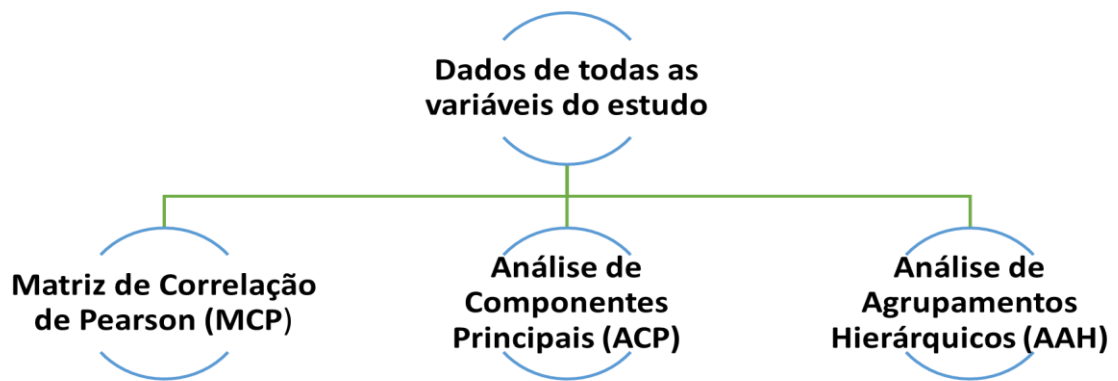 Dados de todas as
variáveis do estudo
Matriz de Correlação
de Pearson (MCP)
Análise de
Componentes
Principais (ACP)
Análise de
Agrupamentos
Hierárquicos (AAH)